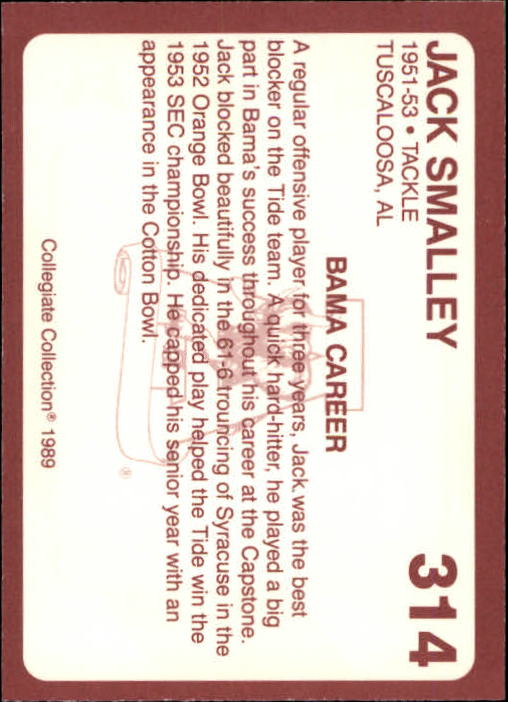 JACK SMALLEY 314
1951-53 • TACKLE
TUSCALOOSA, AL
BAMA CAREER
A regular offensive player for three years, Jack was the best
blocker on the Tide team. A quick hard-hitter, he played a big
part in Bama's success throughout his career at the Capstone.
Jack blocked beautifully in the 61-6 trouncing of Syracuse in the
1952 Orange Bowl. His dedicated play helped the Tide win the
1953 SEC championship. He capped his senior year with an
appearance in the Cotton Bowl.
®
Collegiate Collection® 1989